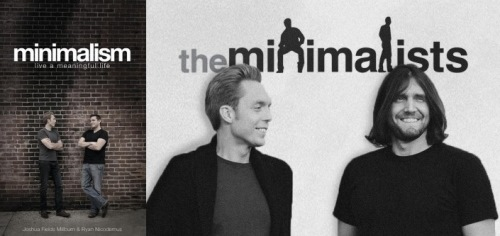 minimalism
live a meaningful life
Joshua Fields Millburn & Ryan Nicodemus
theminimalists